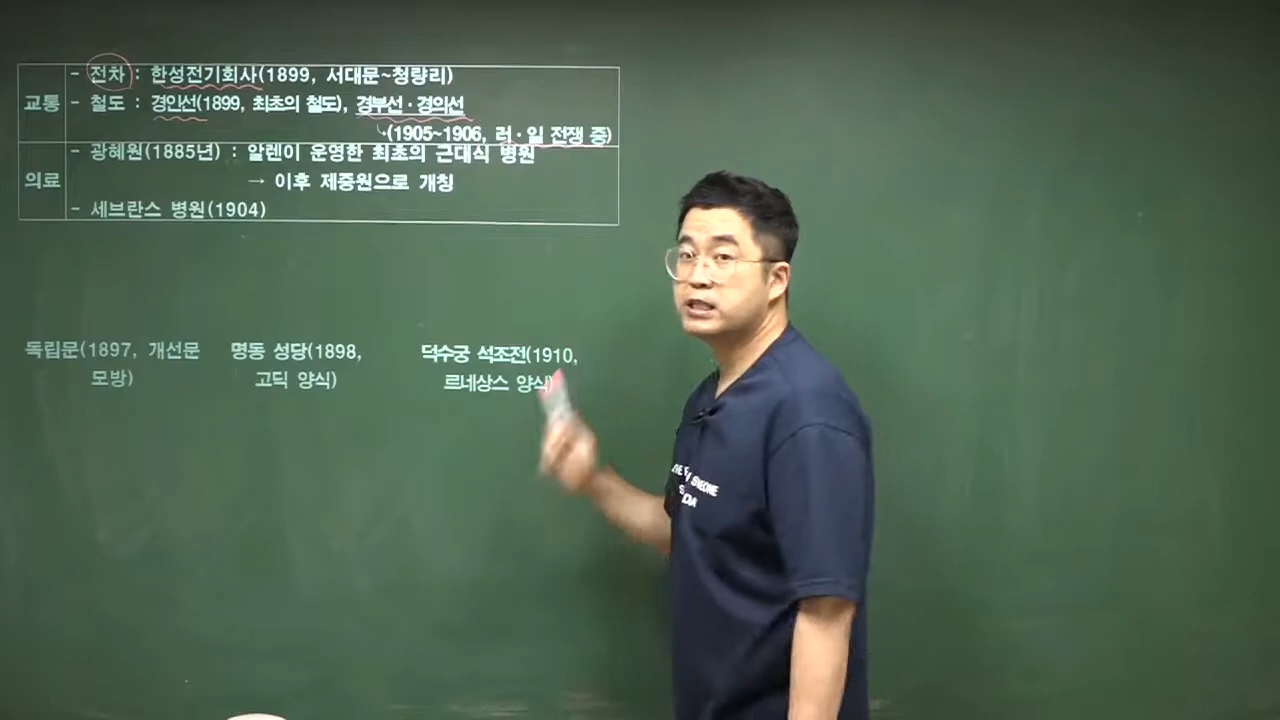 교통
- 전차 : 한성전기회사(1899, 서대문~청량리)
- 철도 : 경인선(1899, 최초의 철도), 경부선·경의선
(1905~1906, 러·일 전쟁 중)
의료
- 광혜원(1885년) : 알렌이 운영한 최초의 근대식 병원
→ 이후 제중원으로 개칭
- 세브란스 병원(1904)
독립문(1897, 개선문
모방)
명동 성당(1898,
고딕 양식)
덕수궁 석조전(1910,
르네상스 양식)